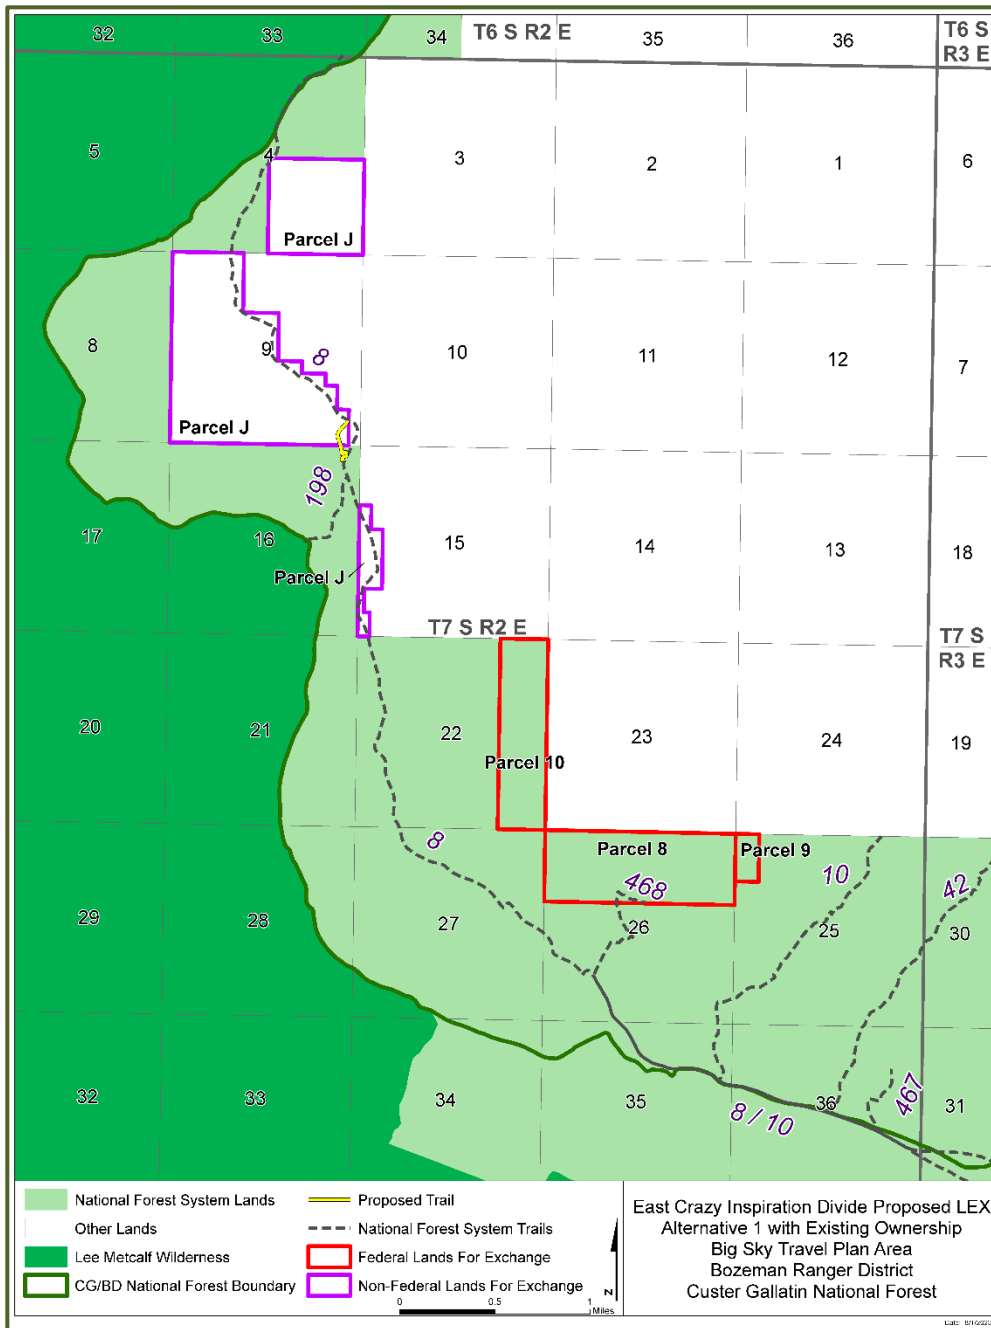 32
33
34
T6 S R2 E
35
36
T6 S
R3 E
5
4
3
2
1
6
Parcel J
8
9
8
10
11
12
7
Parcel J
198
17
16
15
14
13
18
Parcel J
T7 S R2 E
T7 S
R3 E
20
21
22
23
24
19
Parcel 10
8
Parcel 8
Parcel 9
468
10
42
29
28
27
26
25
30
32
33
34
35
36
31
467
8 / 10
National Forest System Lands
Other Lands
Lee Metcalf Wilderness
CG/BD National Forest Boundary
Proposed Trail
National Forest System Trails
Federal Lands For Exchange
Non-Federal Lands For Exchange
N
0
0.5
1
Miles
East Crazy Inspiration Divide Proposed LEX
Alternative 1 with Existing Ownership
Big Sky Travel Plan Area
Bozeman Ranger District
Custer Gallatin National Forest
Date: